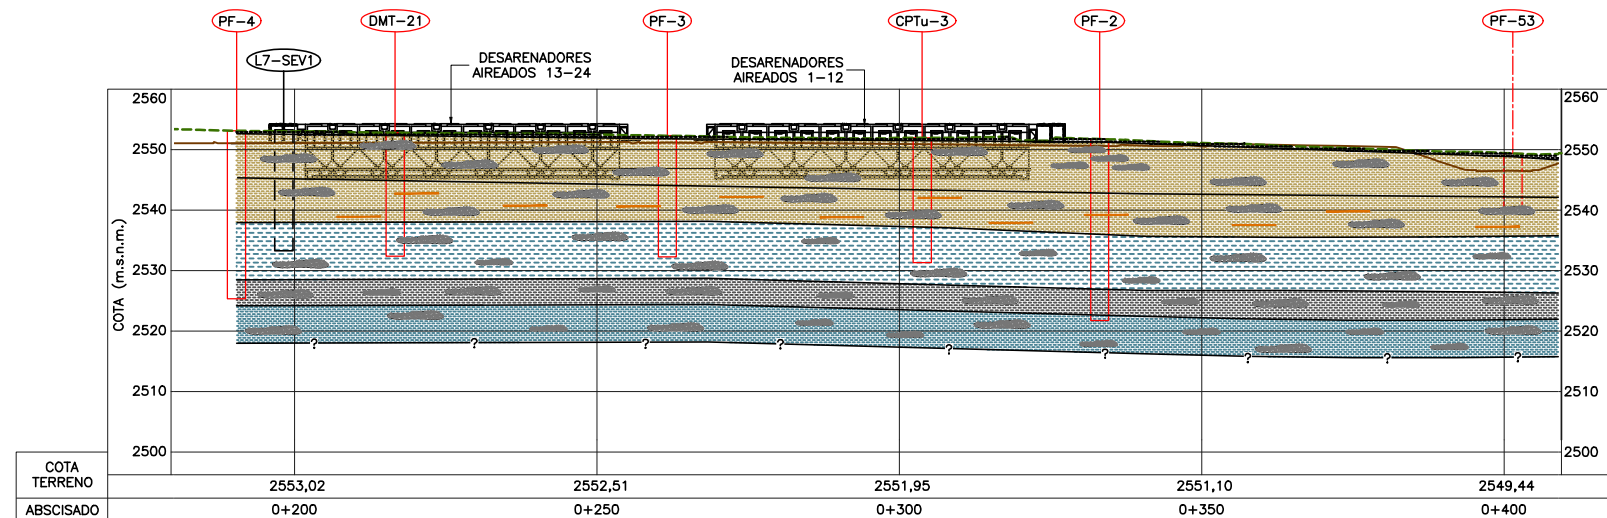 PF-4
DMT-21
PF-3
CPTu-3
PF-2
PF-53
L7-SEV1
DESARENADORES
AIREADOS 13-24
DESARENADORES
AIREADOS 1-12
COTA (m.s.n.m.)
2560
2560
2550
2550
2540
2540
2530
2530
2520
2520
? ? ? ? ? ? ? ? ?
2510
2510
2500
2500
COTA
TERRENO
2553,02 2552,51 2551,95 2551,10 2549,44
ABSCISADO 0+200 0+250 0+300 0+350 0+400